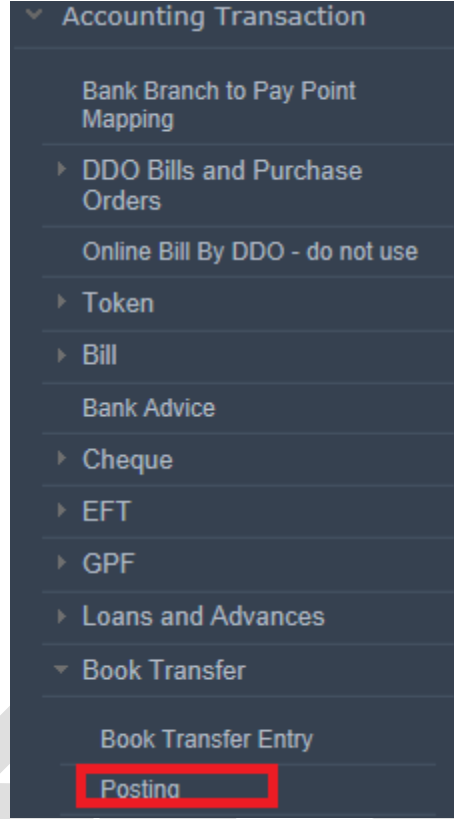 Accounting Transaction
Bank Branch to Pay Point
Mapping
DDO Bills and Purchase
Orders
Online Bill By DDO - do not use
Token
Bill
Bank Advice
Cheque
EFT
GPF
Loans and Advances
Book Transfer
Book Transfer Entry
Posting